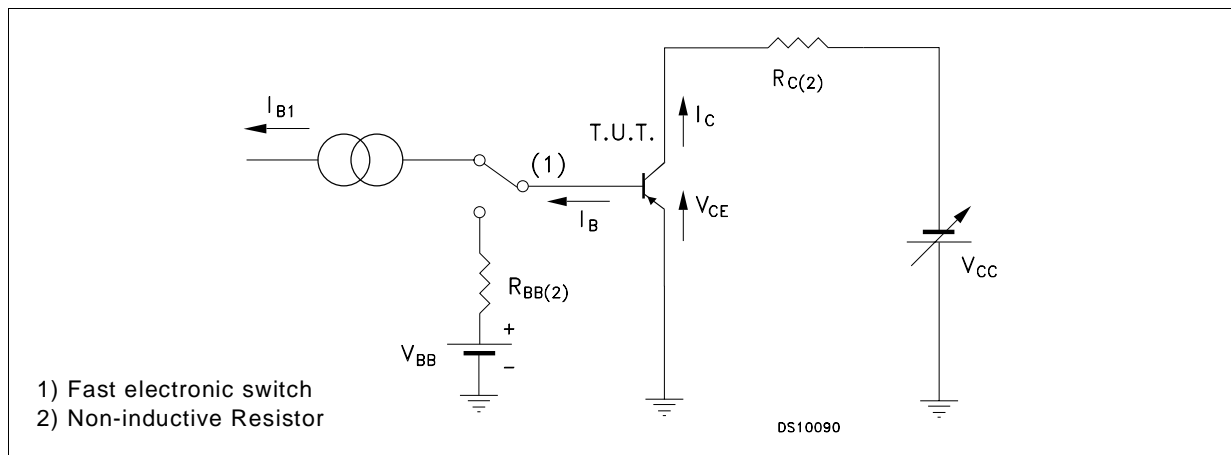 R_C(2)
I_B1
I_C
T.U.T.
(1)
I_B
V_CE
V_CC
R_BB(2)
+
V_BB
−
1) Fast electronic switch
2) Non-inductive Resistor
DS10090